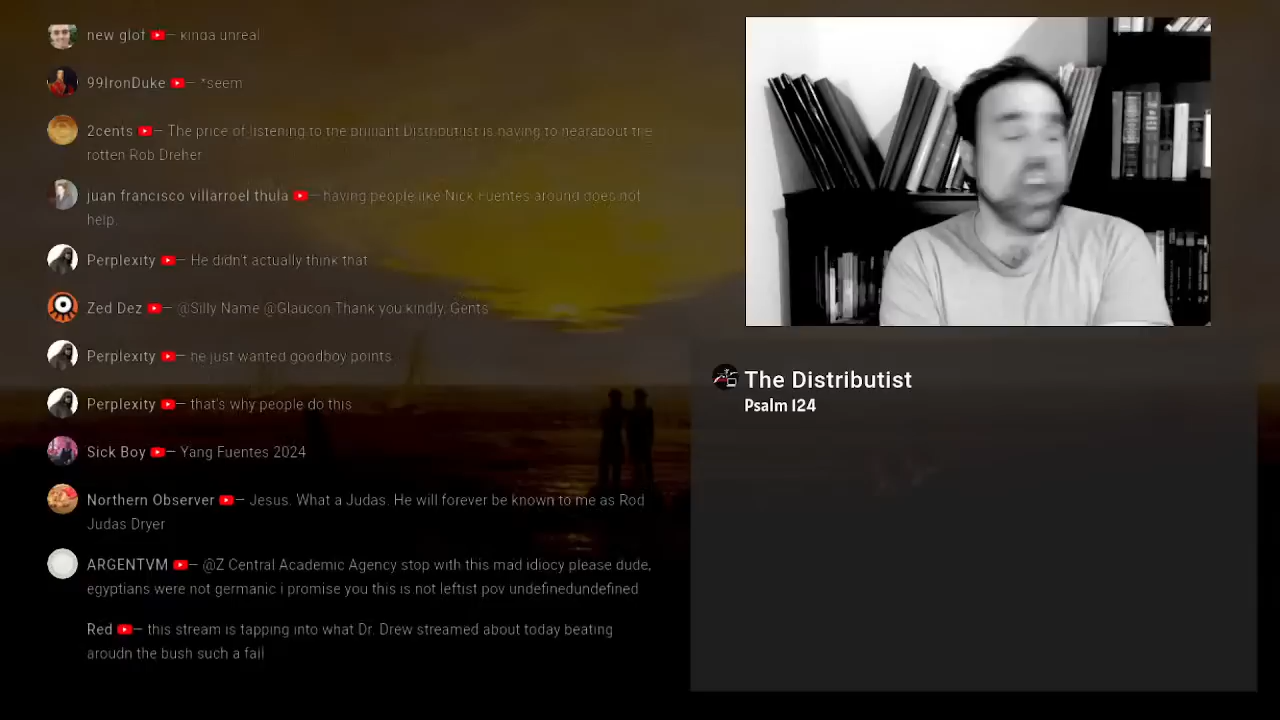 new glof — kinda unreal
99IronDuke — *seem
2cents — The price of listening to the brilliant Distributist is having to hearabout the
rotten Rob Dreher
juan francisco villarroel thula — having people like Nick Fuentes around does not
help.
Perplexity — He didn't actually think that
Zed Dez — @Silly Name @Glaucon Thank you kindly, Gents
Perplexity — he just wanted goodboy points
Perplexity — that's why people do this
Sick Boy — Yang Fuentes 2024
Northern Observer — Jesus. What a Judas. He will forever be known to me as Rod
Judas Dryer
ARGENTVM — @Z Central Academic Agency stop with this mad idiocy please dude,
egyptians were not germanic i promise you this is not leftist pov undefinedundefined
Red — this stream is tapping into what Dr. Drew streamed about today beating
aroudn the bush such a fail
The Distributist
Psalm 124